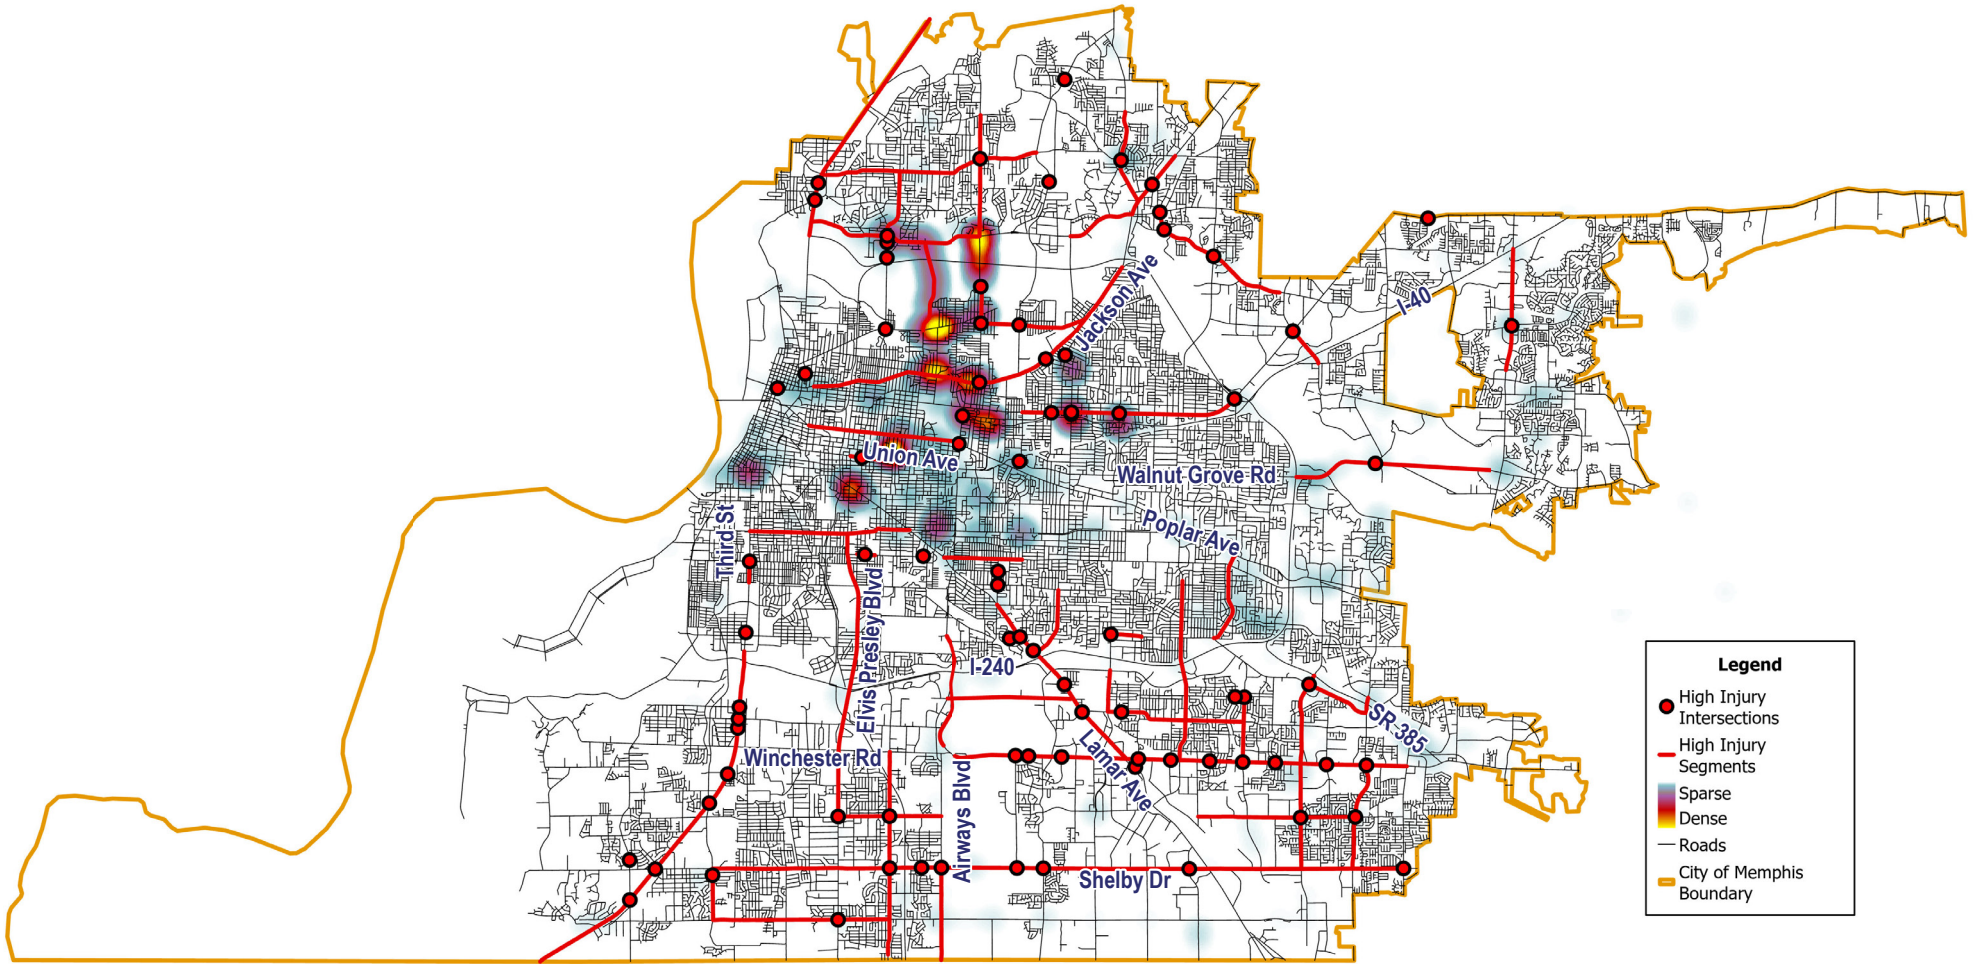 Jackson Ave
I-40
Union Ave
Walnut Grove Rd
Poplar Ave
Third St
Elvis Presley Blvd
I-240
SR 385
Winchester Rd
Lamar Ave
Airways Blvd
Shelby Dr
Legend
High Injury
Intersections
High Injury
Segments
Sparse
Dense
Roads
City of Memphis
Boundary